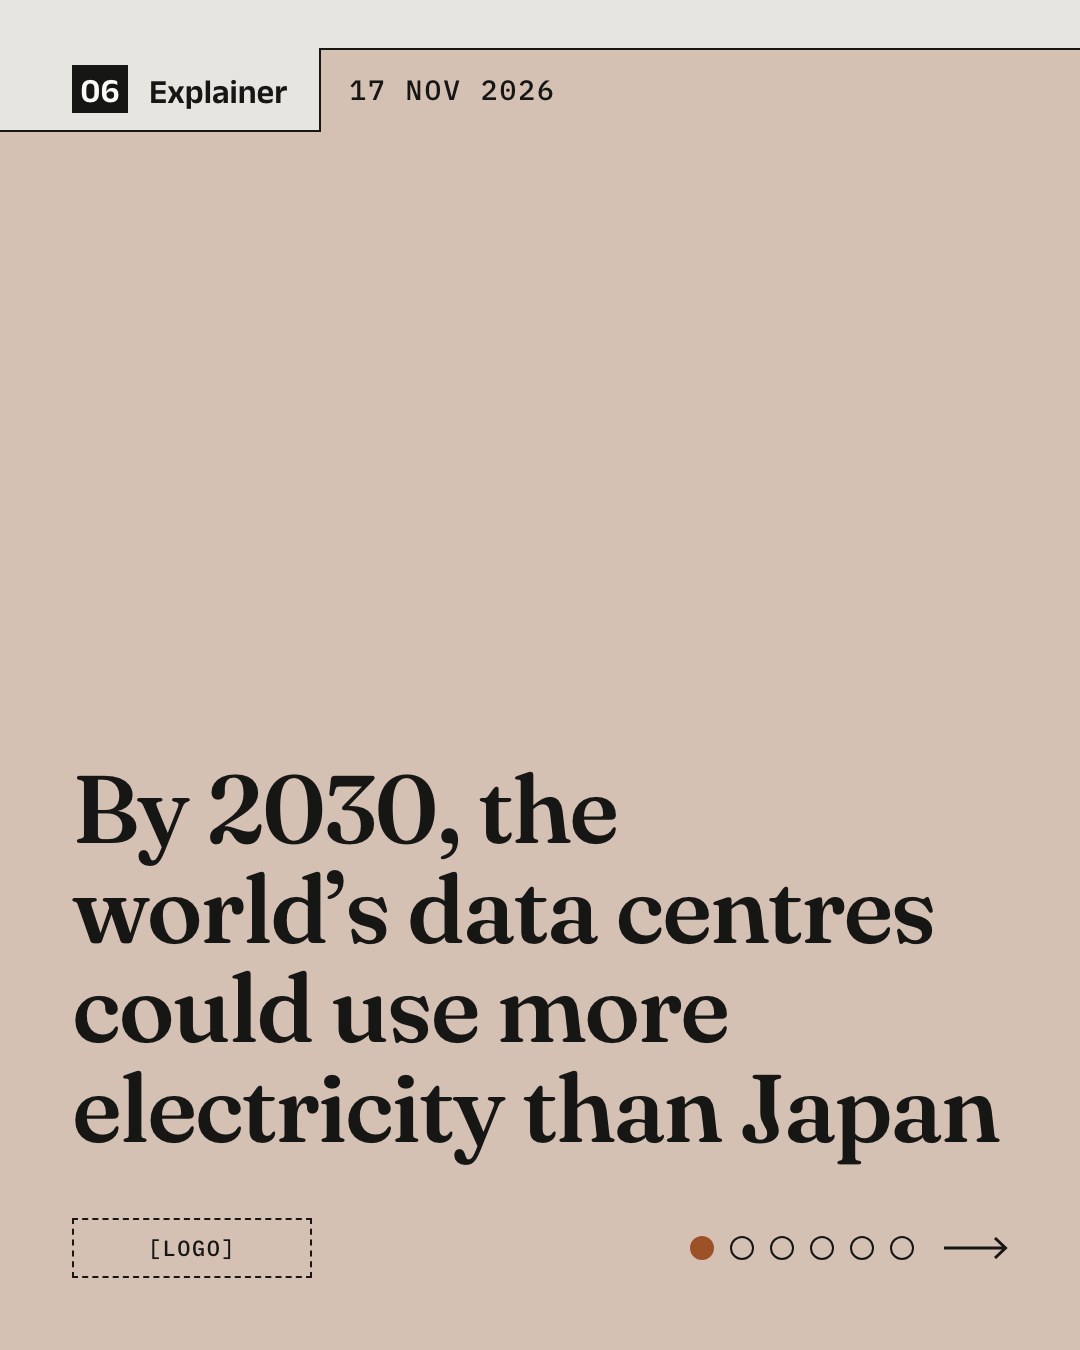 06 Explainer
17 NOV 2026
By 2030, the
world’s data centres
could use more
electricity than Japan
[LOGO]